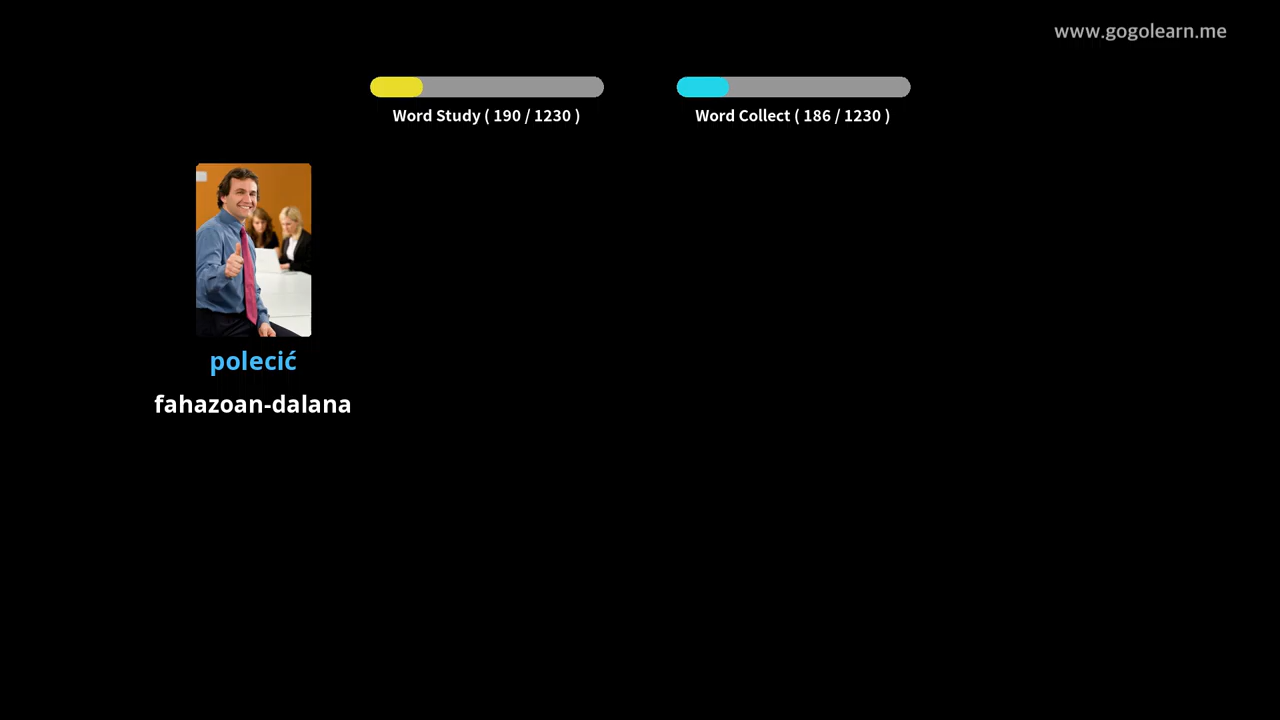 www.gogolearn.me
Word Study ( 190 / 1230 )
Word Collect ( 186 / 1230 )
polecić
fahazoan-dalana